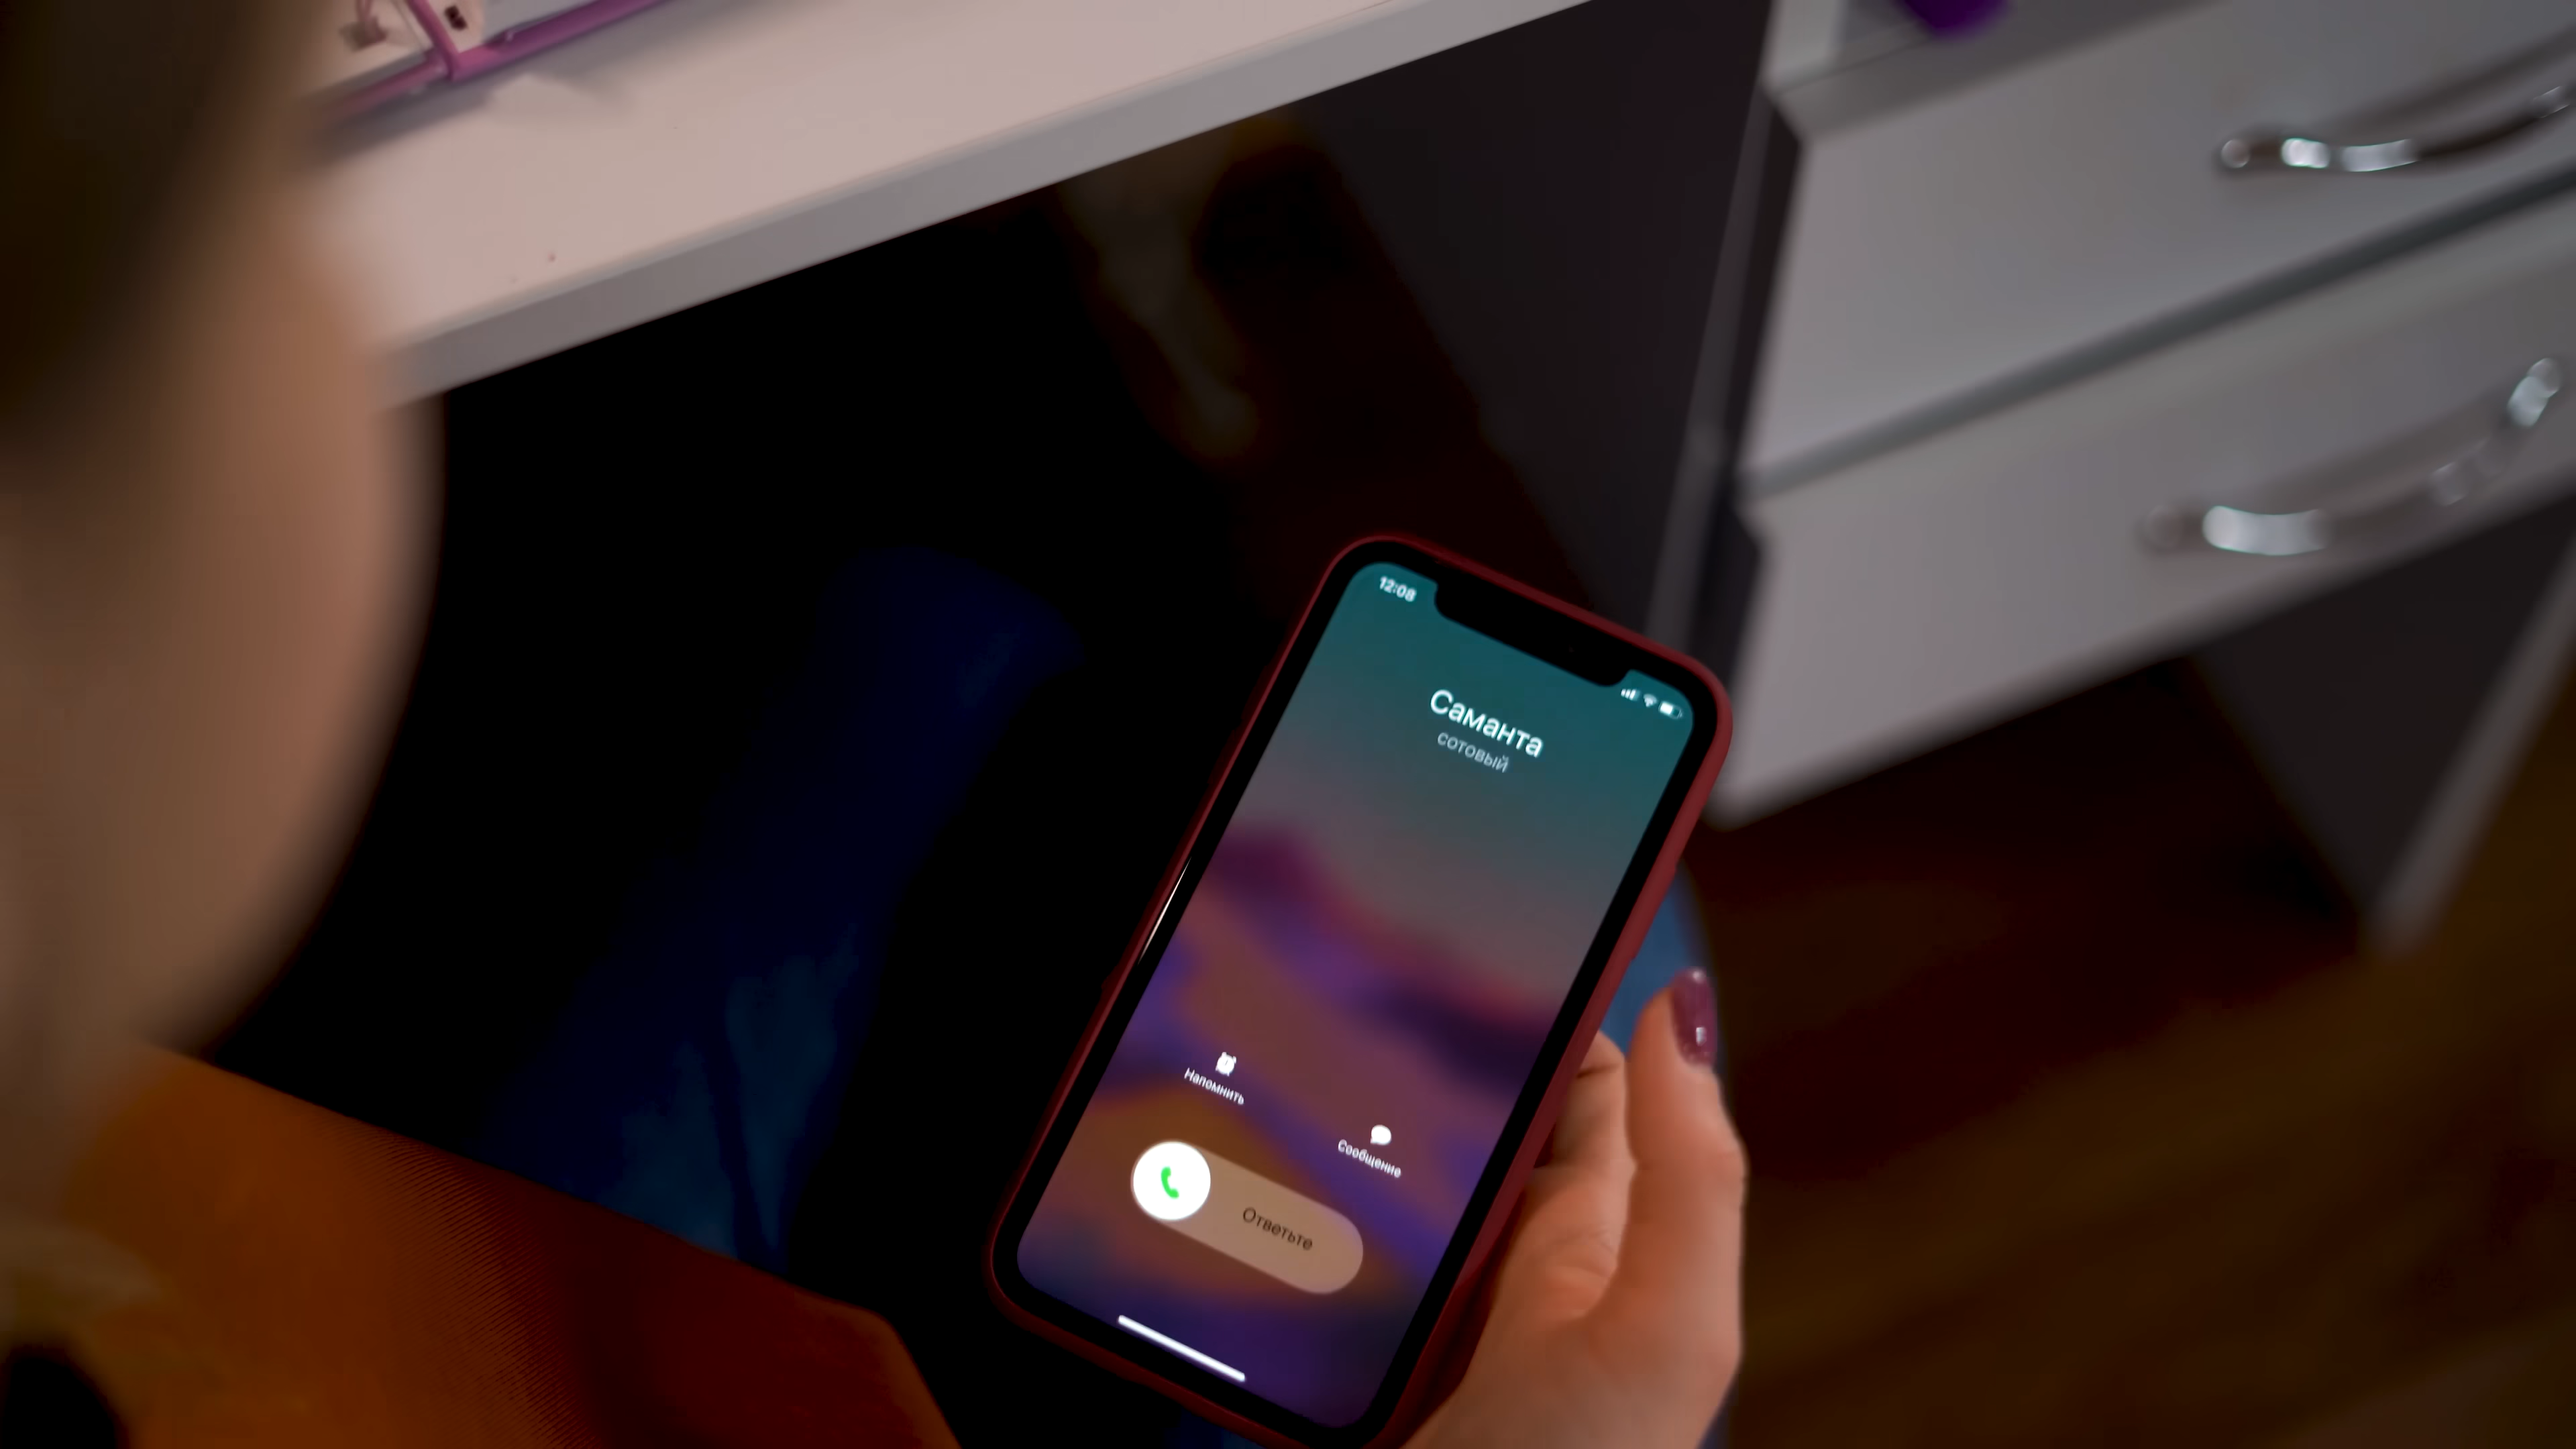 12:08
Саманта
сотовый
Напомнить
Сообщение
Ответьте